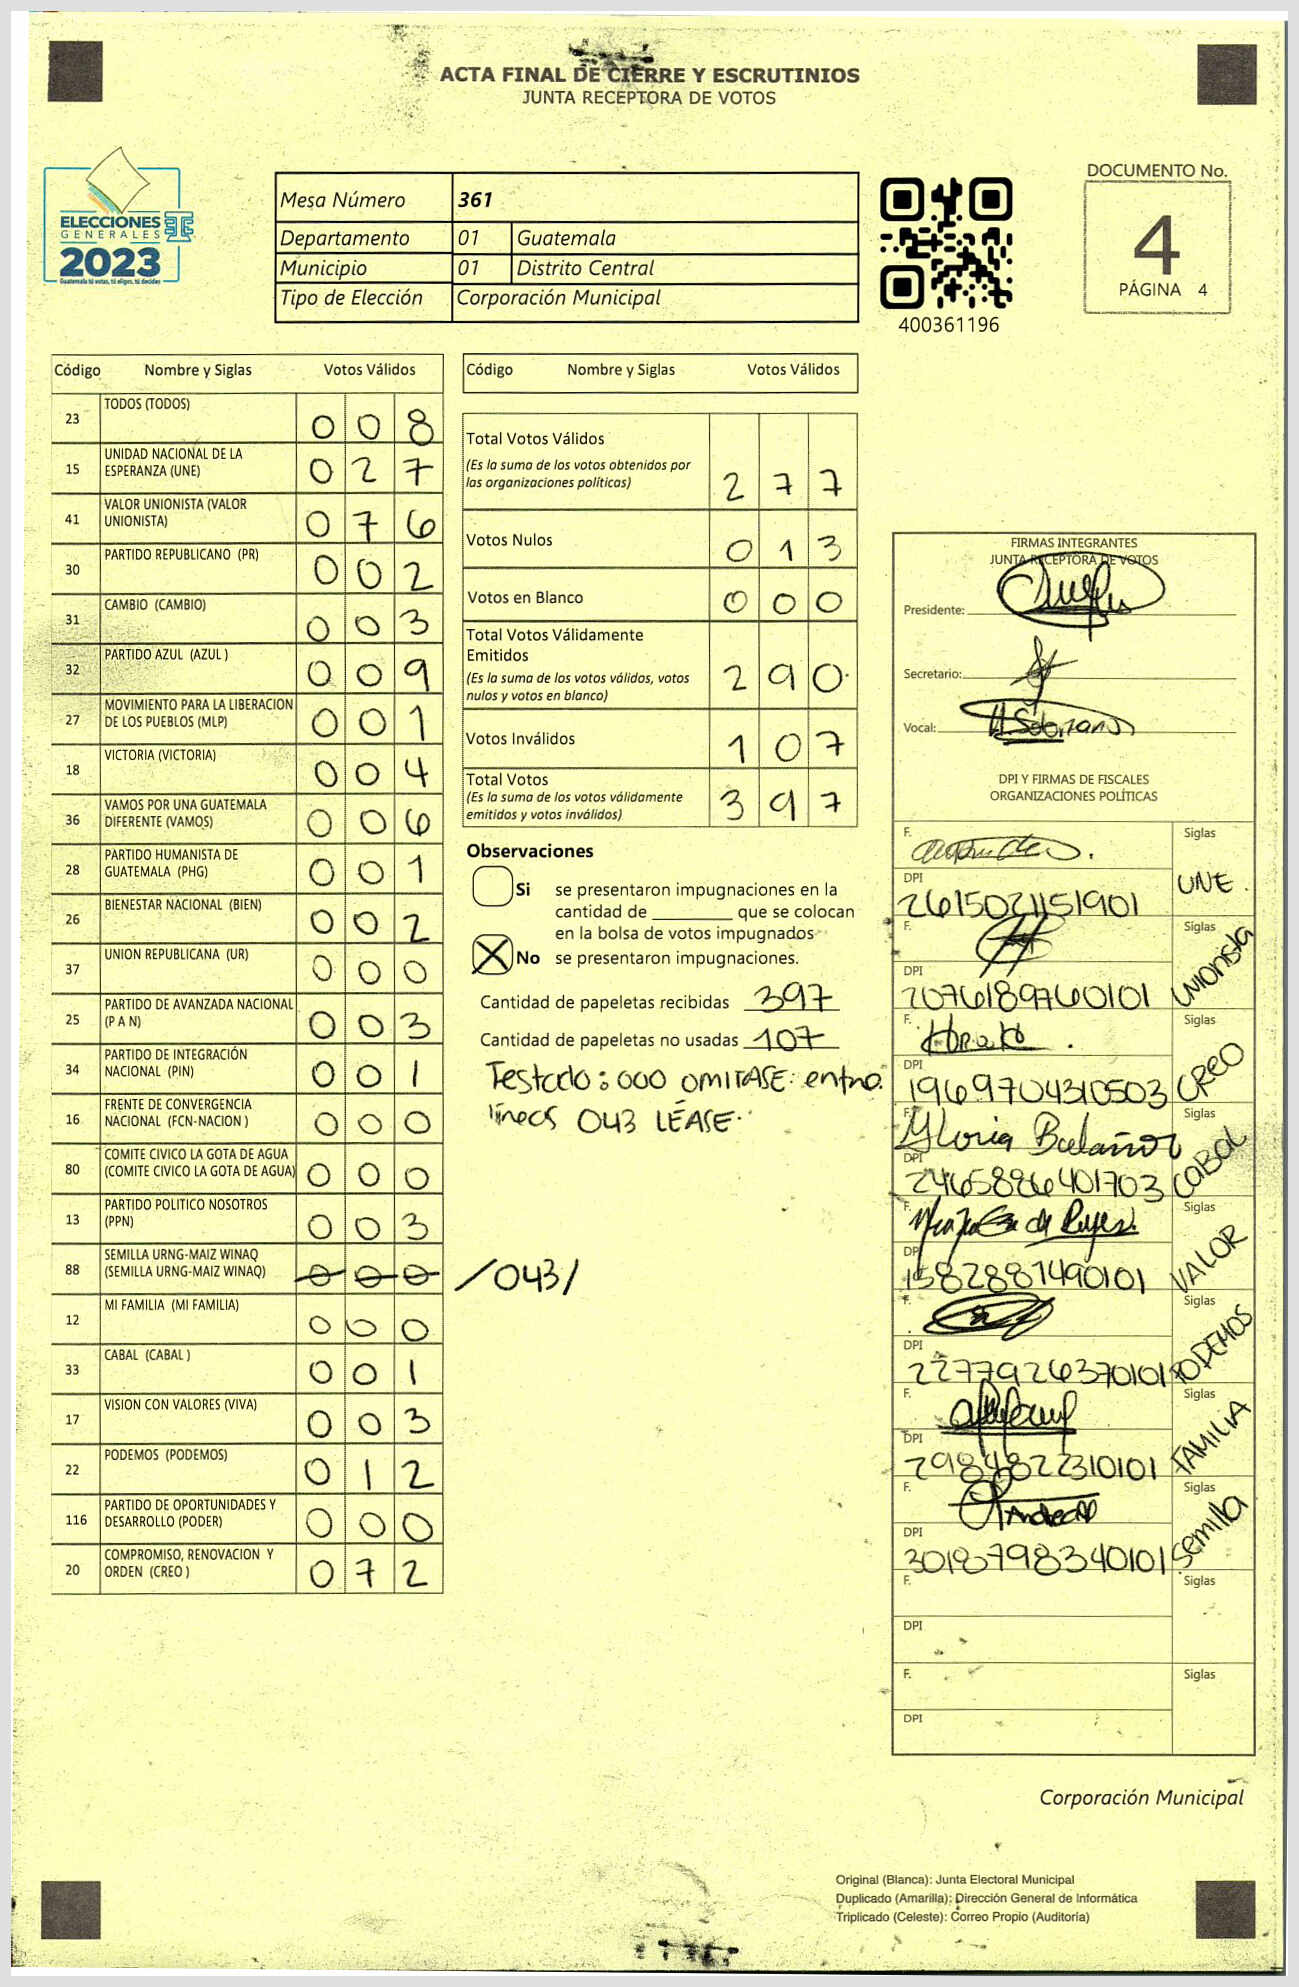 ACTA FINAL DE CIERRE Y ESCRUTINIOS
JUNTA RECEPTORA DE VOTOS
ELECCIONES
GENERALES
2023
Guatemala tú votas, tú eliges, tú decides
Mesa Número 361
Departamento 01 Guatemala
Municipio 01 Distrito Central
Tipo de Elección Corporación Municipal
400361196
DOCUMENTO No.
4
PÁGINA 4
Código Nombre y Siglas Votos Válidos
23 TODOS (TODOS) 0 0 8
15 UNIDAD NACIONAL DE LA
ESPERANZA (UNE) 0 2 7
41 VALOR UNIONISTA (VALOR
UNIONISTA) 0 7 6
30 PARTIDO REPUBLICANO (PR) 0 0 2
31 CAMBIO (CAMBIO) 0 0 3
32 PARTIDO AZUL (AZUL ) 0 0 9
27 MOVIMIENTO PARA LA LIBERACION
DE LOS PUEBLOS (MLP) 0 0 1
18 VICTORIA (VICTORIA) 0 0 4
36 VAMOS POR UNA GUATEMALA
DIFERENTE (VAMOS) 0 0 6
28 PARTIDO HUMANISTA DE
GUATEMALA (PHG) 0 0 1
26 BIENESTAR NACIONAL (BIEN) 0 0 2
37 UNION REPUBLICANA (UR) 0 0 0
25 PARTIDO DE AVANZADA NACIONAL
(P A N) 0 0 3
34 PARTIDO DE INTEGRACIÓN
NACIONAL (PIN) 0 0 1
16 FRENTE DE CONVERGENCIA
NACIONAL (FCN-NACION ) 0 0 0
80 COMITE CIVICO LA GOTA DE AGUA
(COMITE CIVICO LA GOTA DE AGUA) 0 0 0
13 PARTIDO POLITICO NOSOTROS
(PPN) 0 0 3
88 SEMILLA URNG-MAIZ WINAQ
(SEMILLA URNG-MAIZ WINAQ) 0 0 0 /043/
12 MI FAMILIA (MI FAMILIA) 0 0 0
33 CABAL (CABAL ) 0 0 1
17 VISION CON VALORES (VIVA) 0 0 3
22 PODEMOS (PODEMOS) 0 1 2
116 PARTIDO DE OPORTUNIDADES Y
DESARROLLO (PODER) 0 0 0
20 COMPROMISO, RENOVACION Y
ORDEN (CREO ) 0 7 2
Código Nombre y Siglas Votos Válidos
Total Votos Válidos
(Es la suma de los votos obtenidos por
las organizaciones políticas) 2 7 7
Votos Nulos 0 1 3
Votos en Blanco 0 0 0
Total Votos Válidamente
Emitidos
(Es la suma de los votos válidos, votos
nulos y votos en blanco) 2 9 0
Votos Inválidos 1 0 7
Total Votos
(Es la suma de los votos válidamente
emitidos y votos inválidos) 3 9 7
Observaciones
Si se presentaron impugnaciones en la
cantidad de ________ que se colocan
en la bolsa de votos impugnados
X No se presentaron impugnaciones.
Cantidad de papeletas recibidas 397
Cantidad de papeletas no usadas 107
Testado: 000 OMITASE: entre
líneas 043 LÉASE.
FIRMAS INTEGRANTES
JUNTA RECEPTORA DE VOTOS
Presidente:
Secretario:
Vocal:
DPI Y FIRMAS DE FISCALES
ORGANIZACIONES POLÍTICAS
F. Siglas
DPI UNE.
2615021151901
F. Siglas
DPI Unionista
2076189760101
F. Siglas
DPI CREO
1969704310503
F. Gloria Bolaños Siglas
DPI CABAL
2465886401703
F. Siglas
DPI VALOR
1582887490101
F. Siglas
DPI PODEMOS
2277926370101
F. Siglas
DPI FAMILIA
2984822310101
F. Siglas
DPI Semilla
3018798340101
F. Siglas
DPI
F. Siglas
DPI
Corporación Municipal
Original (Blanca): Junta Electoral Municipal
Duplicado (Amarilla): Dirección General de Informática
Triplicado (Celeste): Correo Propio (Auditoría)